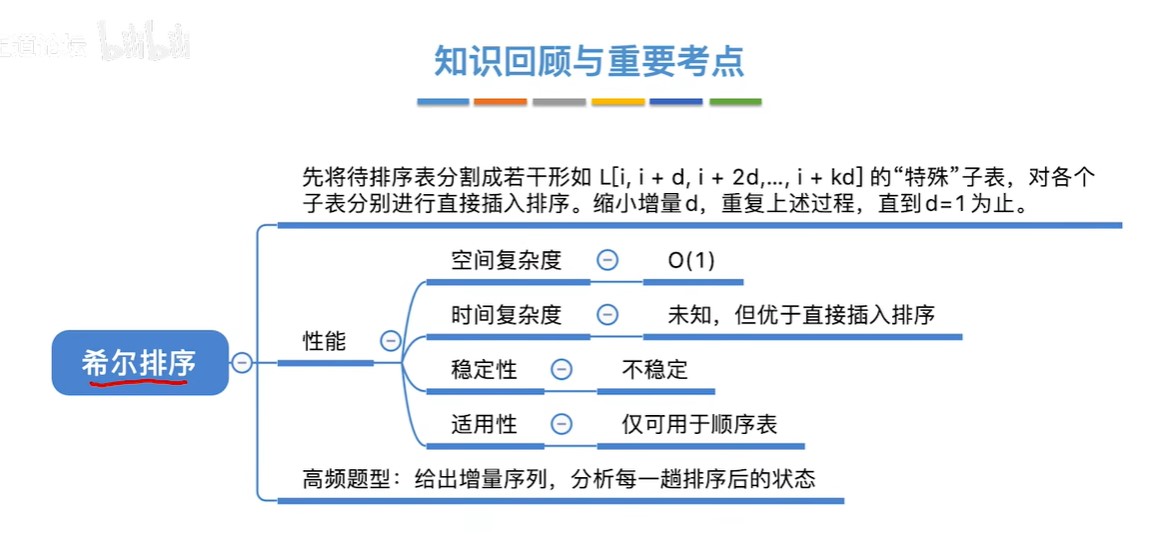 王道论坛 bilibili
知识回顾与重要考点
先将待排序表分割成若干形如 L[i, i + d, i + 2d,…, i + kd] 的“特殊”子表，对各个
子表分别进行直接插入排序。缩小增量d，重复上述过程，直到d=1为止。
空间复杂度
O(1)
时间复杂度
未知，但优于直接插入排序
性能
希尔排序
稳定性
不稳定
适用性
仅可用于顺序表
高频题型：给出增量序列，分析每一趟排序后的状态